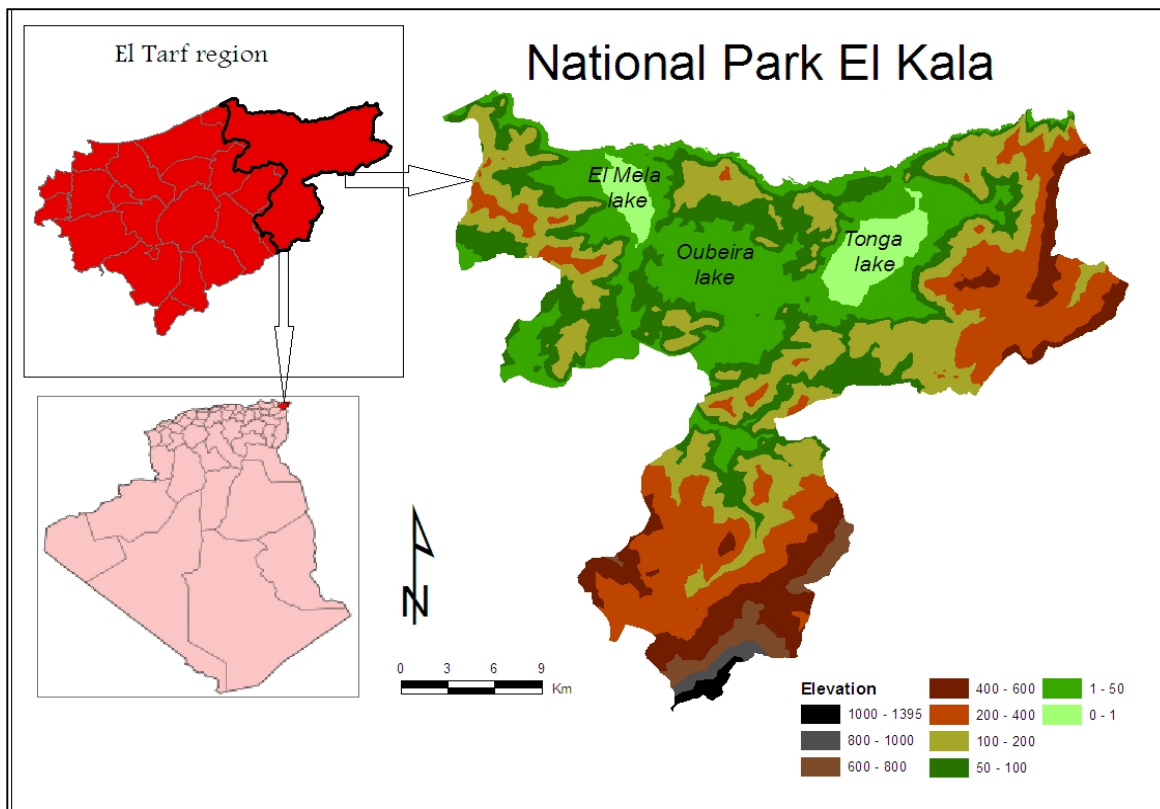 El Tarf region
National Park El Kala
El Mela
lake
Oubeira
lake
Tonga
lake
N
0 3 6 9
Km
Elevation
1000 - 1395
800 - 1000
600 - 800
400 - 600
200 - 400
100 - 200
50 - 100
1 - 50
0 - 1